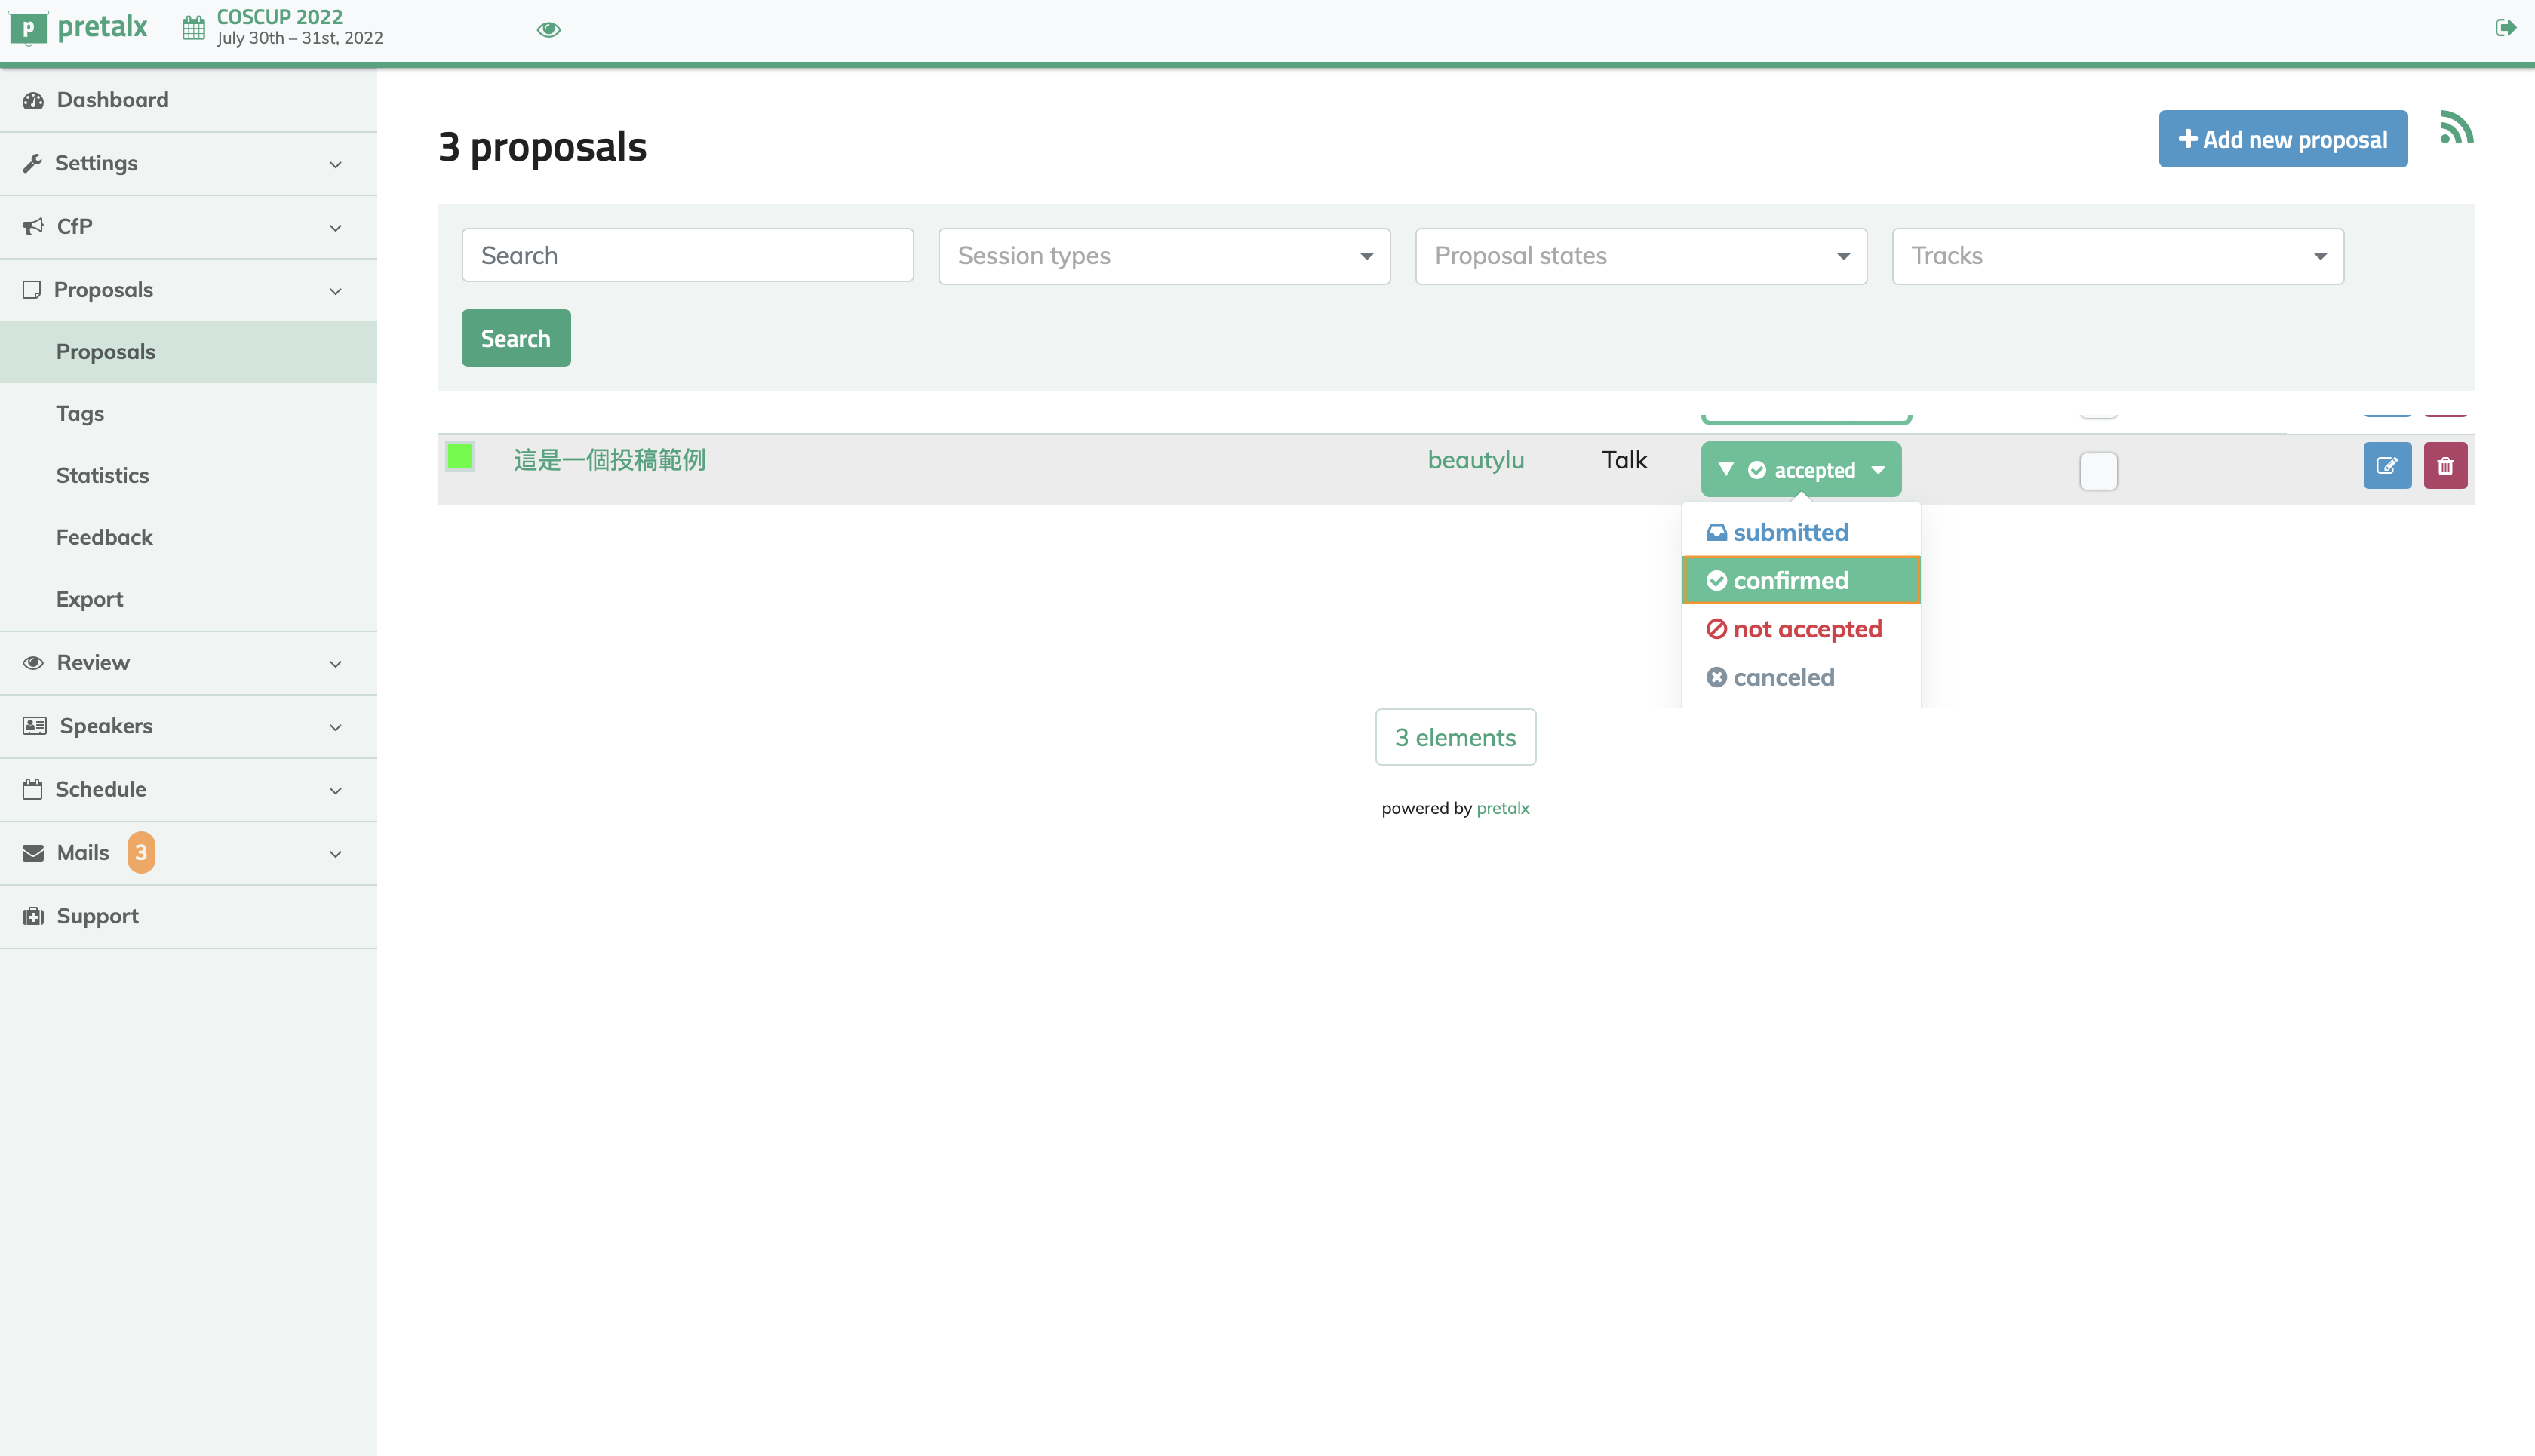 p pretalx
COSCUP 2022
July 30th – 31st, 2022
Dashboard
Settings
CfP
Proposals
Proposals
Tags
Statistics
Feedback
Export
Review
Speakers
Schedule
Mails 3
Support
3 proposals
Add new proposal
Search
Session types
Proposal states
Tracks
Search
這是一個投稿範例
beautylu
Talk
accepted
submitted
confirmed
not accepted
canceled
3 elements
powered by pretalx